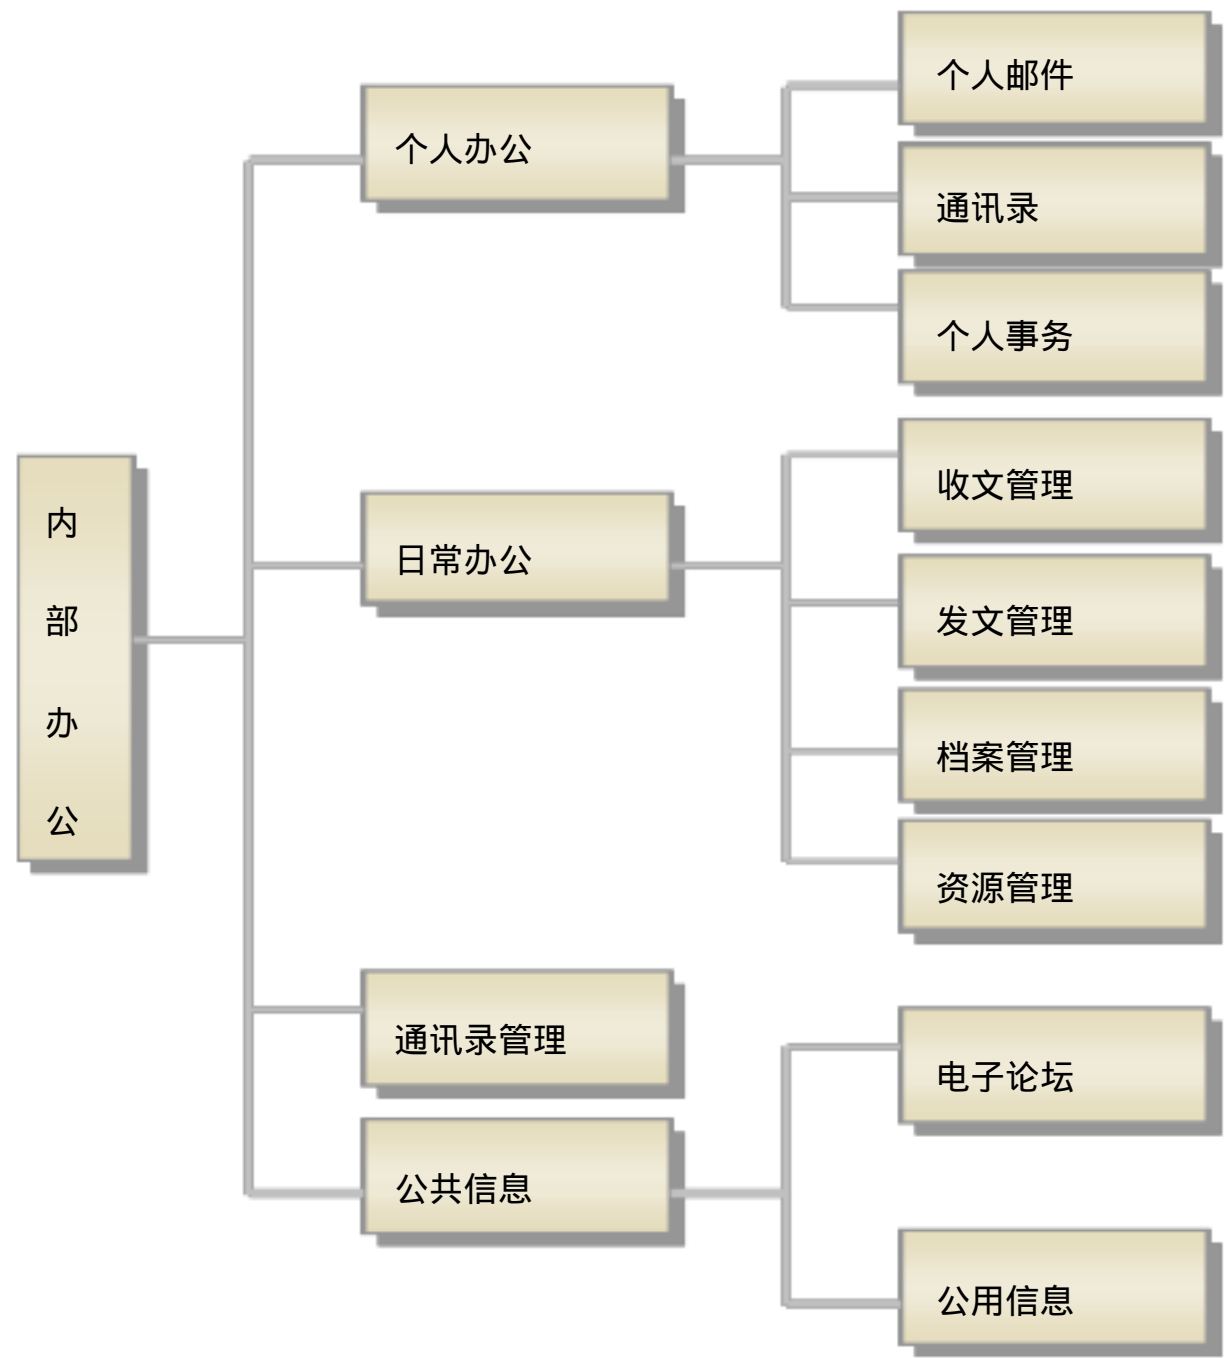 内部办公
个人办公
个人邮件
通讯录
个人事务
日常办公
收文管理
发文管理
档案管理
资源管理
通讯录管理
公共信息
电子论坛
公用信息